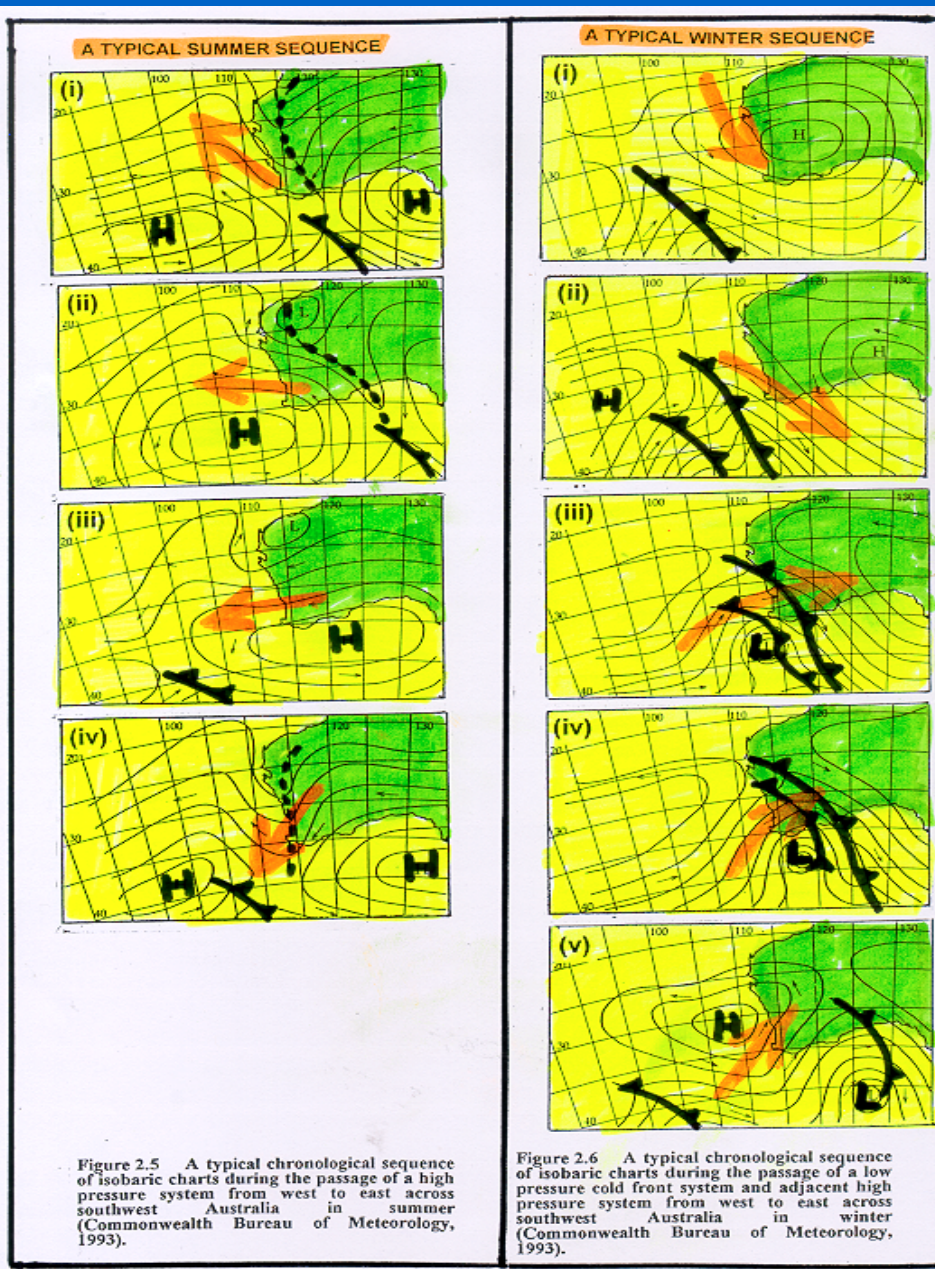 A TYPICAL SUMMER SEQUENCE
(i)
100
110
120
130
20
30
40
H
H
(ii)
100
110
130
20
30
40
L
H
(iii)
100
110
120
130
20
30
40
L
H
(iv)
100
120
130
20
30
40
H
H
Figure 2.5 A typical chronological sequence
of isobaric charts during the passage of a high
pressure system from west to east across
southwest Australia in summer
(Commonwealth Bureau of Meteorology,
1993).
A TYPICAL WINTER SEQUENCE
(i)
100
110
130
20
30
40
H
(ii)
100
110
120
130
20
30
40
H
H
(iii)
100
110
120
130
20
30
40
L
(iv)
100
110
120
130
20
30
40
L
(v)
100
110
120
130
20
30
40
H
L
Figure 2.6 A typical chronological sequence
of isobaric charts during the passage of a low
pressure cold front system and adjacent high
pressure system from west to east across
southwest Australia in winter
(Commonwealth Bureau of Meteorology,
1993).